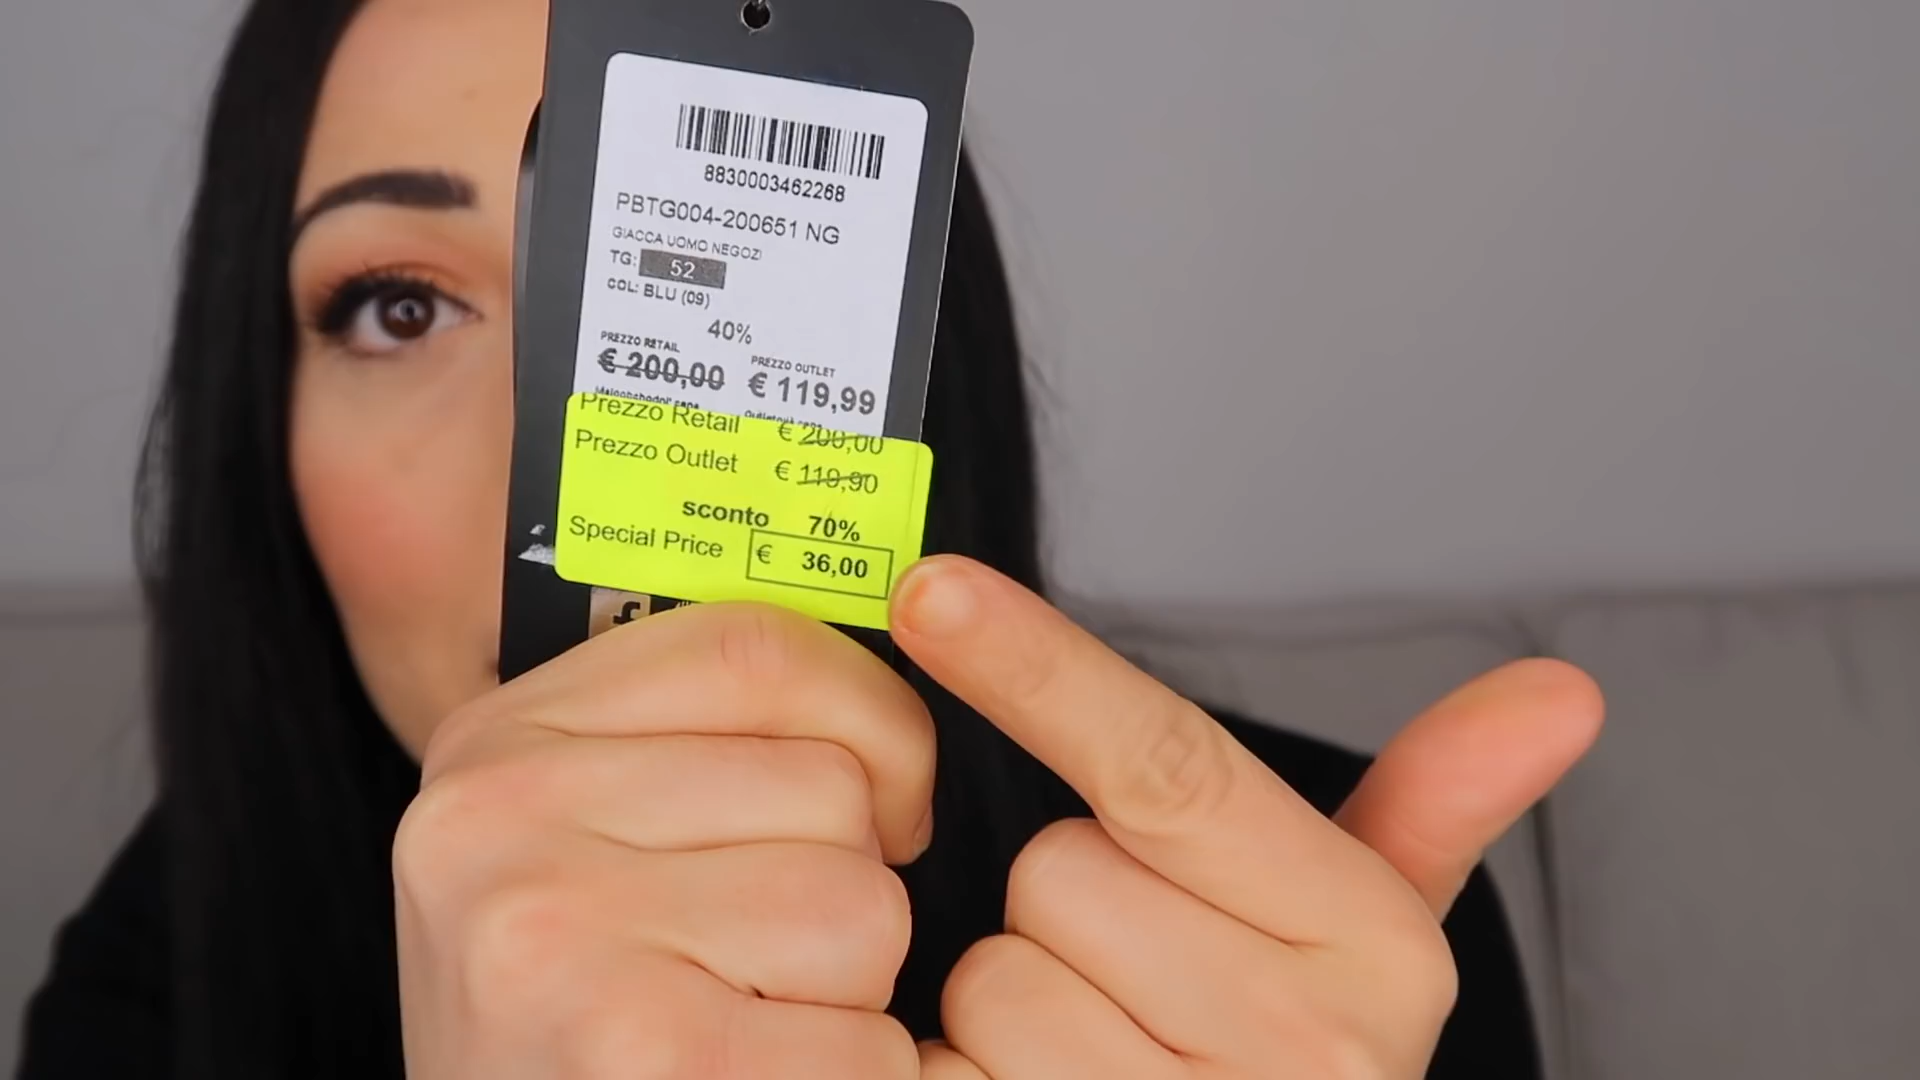 8830003462268
PBTG004-200651 NG
GIACCA UOMO NEGOZI
TG: 52
COL: BLU (09)
40%
PREZZO RETAIL PREZZO OUTLET
€ 200,00 € 119,99
Prezzo Retail € 200,00
Prezzo Outlet € 119,90
sconto 70%
Special Price € 36,00